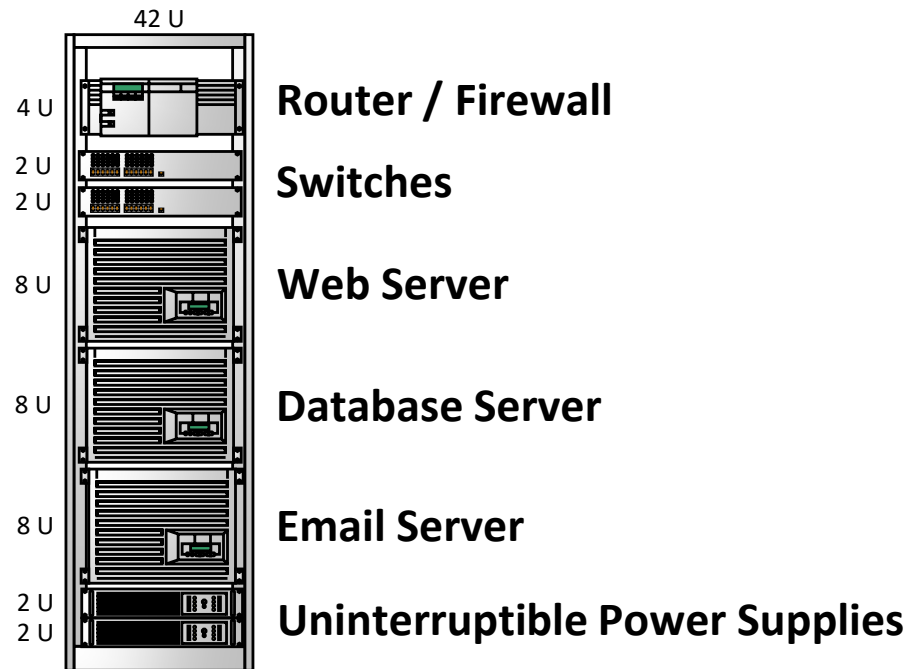 42 U
4 U
Router / Firewall
2 U
2 U
Switches
8 U
Web Server
8 U
Database Server
8 U
Email Server
2 U
2 U
Uninterruptible Power Supplies